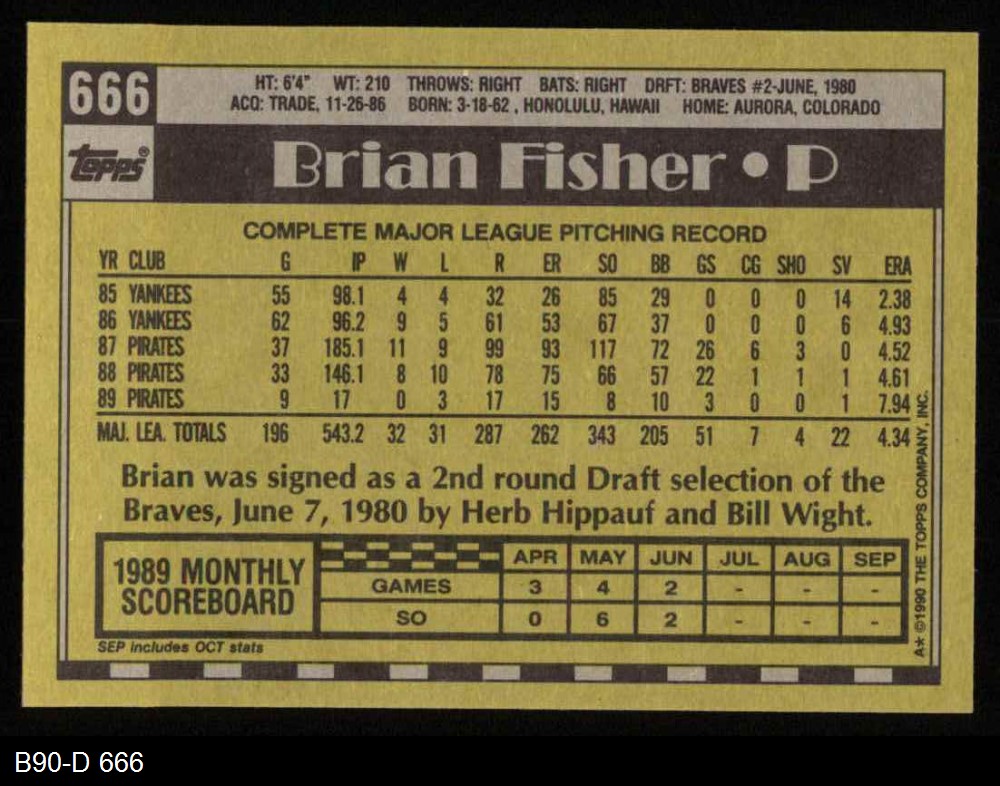 666
HT: 6'4" WT: 210 THROWS: RIGHT BATS: RIGHT DRFT: BRAVES #2-JUNE, 1980
ACQ: TRADE, 11-26-86 BORN: 3-18-62 , HONOLULU, HAWAII HOME: AURORA, COLORADO
topps®
Brian Fisher • P
COMPLETE MAJOR LEAGUE PITCHING RECORD
YR CLUB G IP W L R ER SO BB GS CG SHO SV ERA
85 YANKEES 55 98.1 4 4 32 26 85 29 0 0 0 14 2.38
86 YANKEES 62 96.2 9 5 61 53 67 37 0 0 0 6 4.93
87 PIRATES 37 185.1 11 9 99 93 117 72 26 6 3 0 4.52
88 PIRATES 33 146.1 8 10 78 75 66 57 22 1 1 1 4.61
89 PIRATES 9 17 0 3 17 15 8 10 3 0 0 1 7.94
MAJ. LEA. TOTALS 196 543.2 32 31 287 262 343 205 51 7 4 22 4.34
Brian was signed as a 2nd round Draft selection of the
Braves, June 7, 1980 by Herb Hippauf and Bill Wight.
1989 MONTHLY
SCOREBOARD
APR MAY JUN JUL AUG SEP
GAMES 3 4 2 - - -
SO 0 6 2 - - -
SEP includes OCT stats
A* ©1990 THE TOPPS COMPANY, INC.
B90-D 666